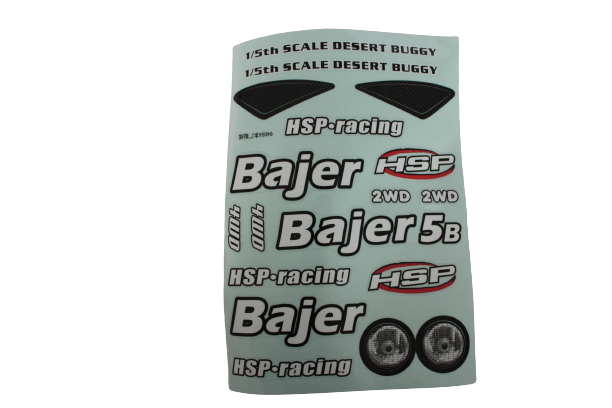 1/5th SCALE DESERT BUGGY
1/5th SCALE DESERT BUGGY
HSP·racing
Bajer
HSP
2WD 2WD
Bajer 5B
HSP·racing
HSP
Bajer
HSP·racing